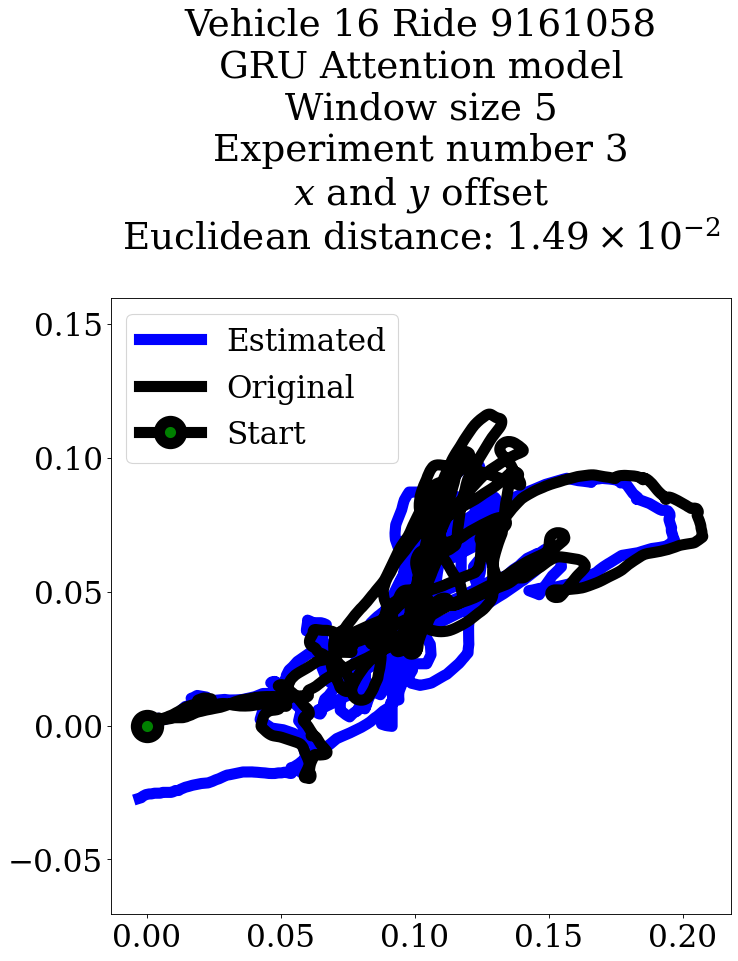 Vehicle 16 Ride 9161058
GRU Attention model
Window size 5
Experiment number 3
x and y offset
Euclidean distance: 1.49 × 10⁻²
Estimated
Original
Start
0.15
0.10
0.05
0.00
−0.05
0.00 0.05 0.10 0.15 0.20